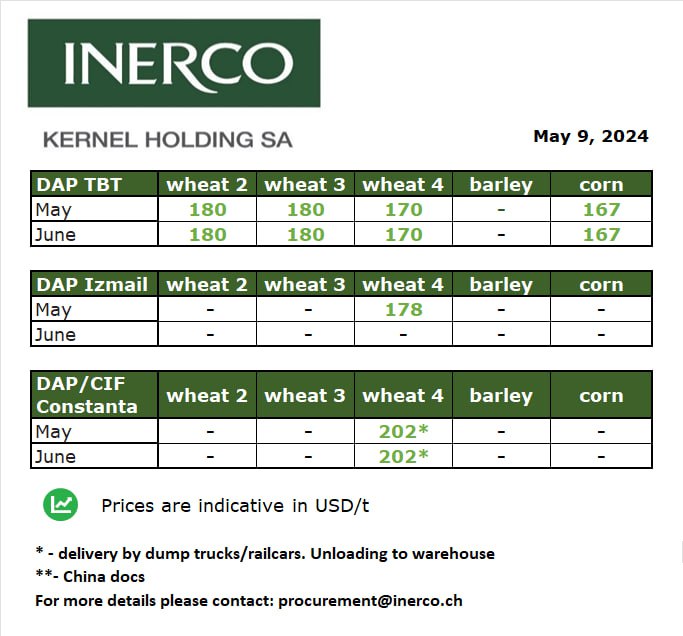 INERCO
KERNEL HOLDING SA
May 9, 2024
DAP TBT wheat 2 wheat 3 wheat 4 barley corn
May 180 180 170 - 167
June 180 180 170 - 167
DAP Izmail wheat 2 wheat 3 wheat 4 barley corn
May - - 178 - -
June - - - - -
DAP/CIF
Constanta wheat 2 wheat 3 wheat 4 barley corn
May - - 202* - -
June - - 202* - -
Prices are indicative in USD/t
* - delivery by dump trucks/railcars. Unloading to warehouse
**- China docs
For more details please contact: procurement@inerco.ch